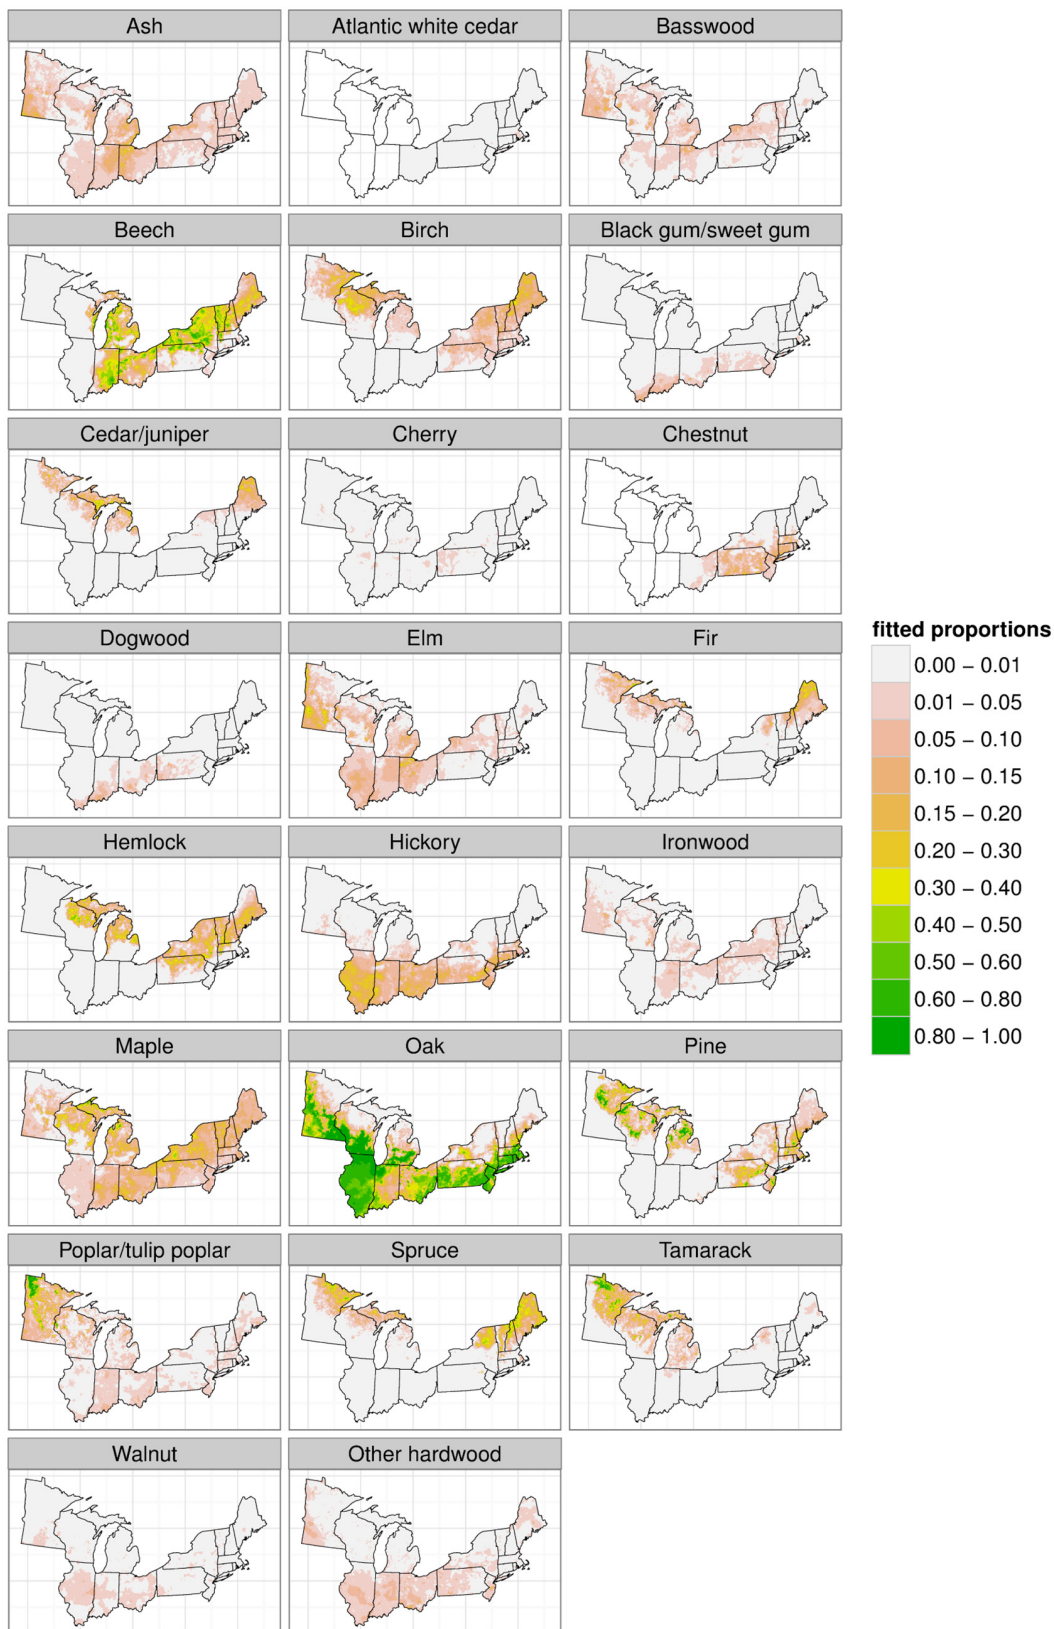 Ash
Atlantic white cedar
Basswood
Beech
Birch
Black gum/sweet gum
Cedar/juniper
Cherry
Chestnut
Dogwood
Elm
Fir
Hemlock
Hickory
Ironwood
Maple
Oak
Pine
Poplar/tulip poplar
Spruce
Tamarack
Walnut
Other hardwood
fitted proportions
0.00 – 0.01
0.01 – 0.05
0.05 – 0.10
0.10 – 0.15
0.15 – 0.20
0.20 – 0.30
0.30 – 0.40
0.40 – 0.50
0.50 – 0.60
0.60 – 0.80
0.80 – 1.00